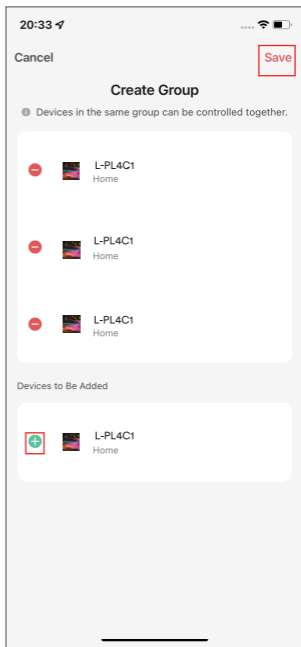 20:33
Cancel
Save
Create Group
Devices in the same group can be controlled together.
L-PL4C1
Home
L-PL4C1
Home
L-PL4C1
Home
Devices to Be Added
L-PL4C1
Home